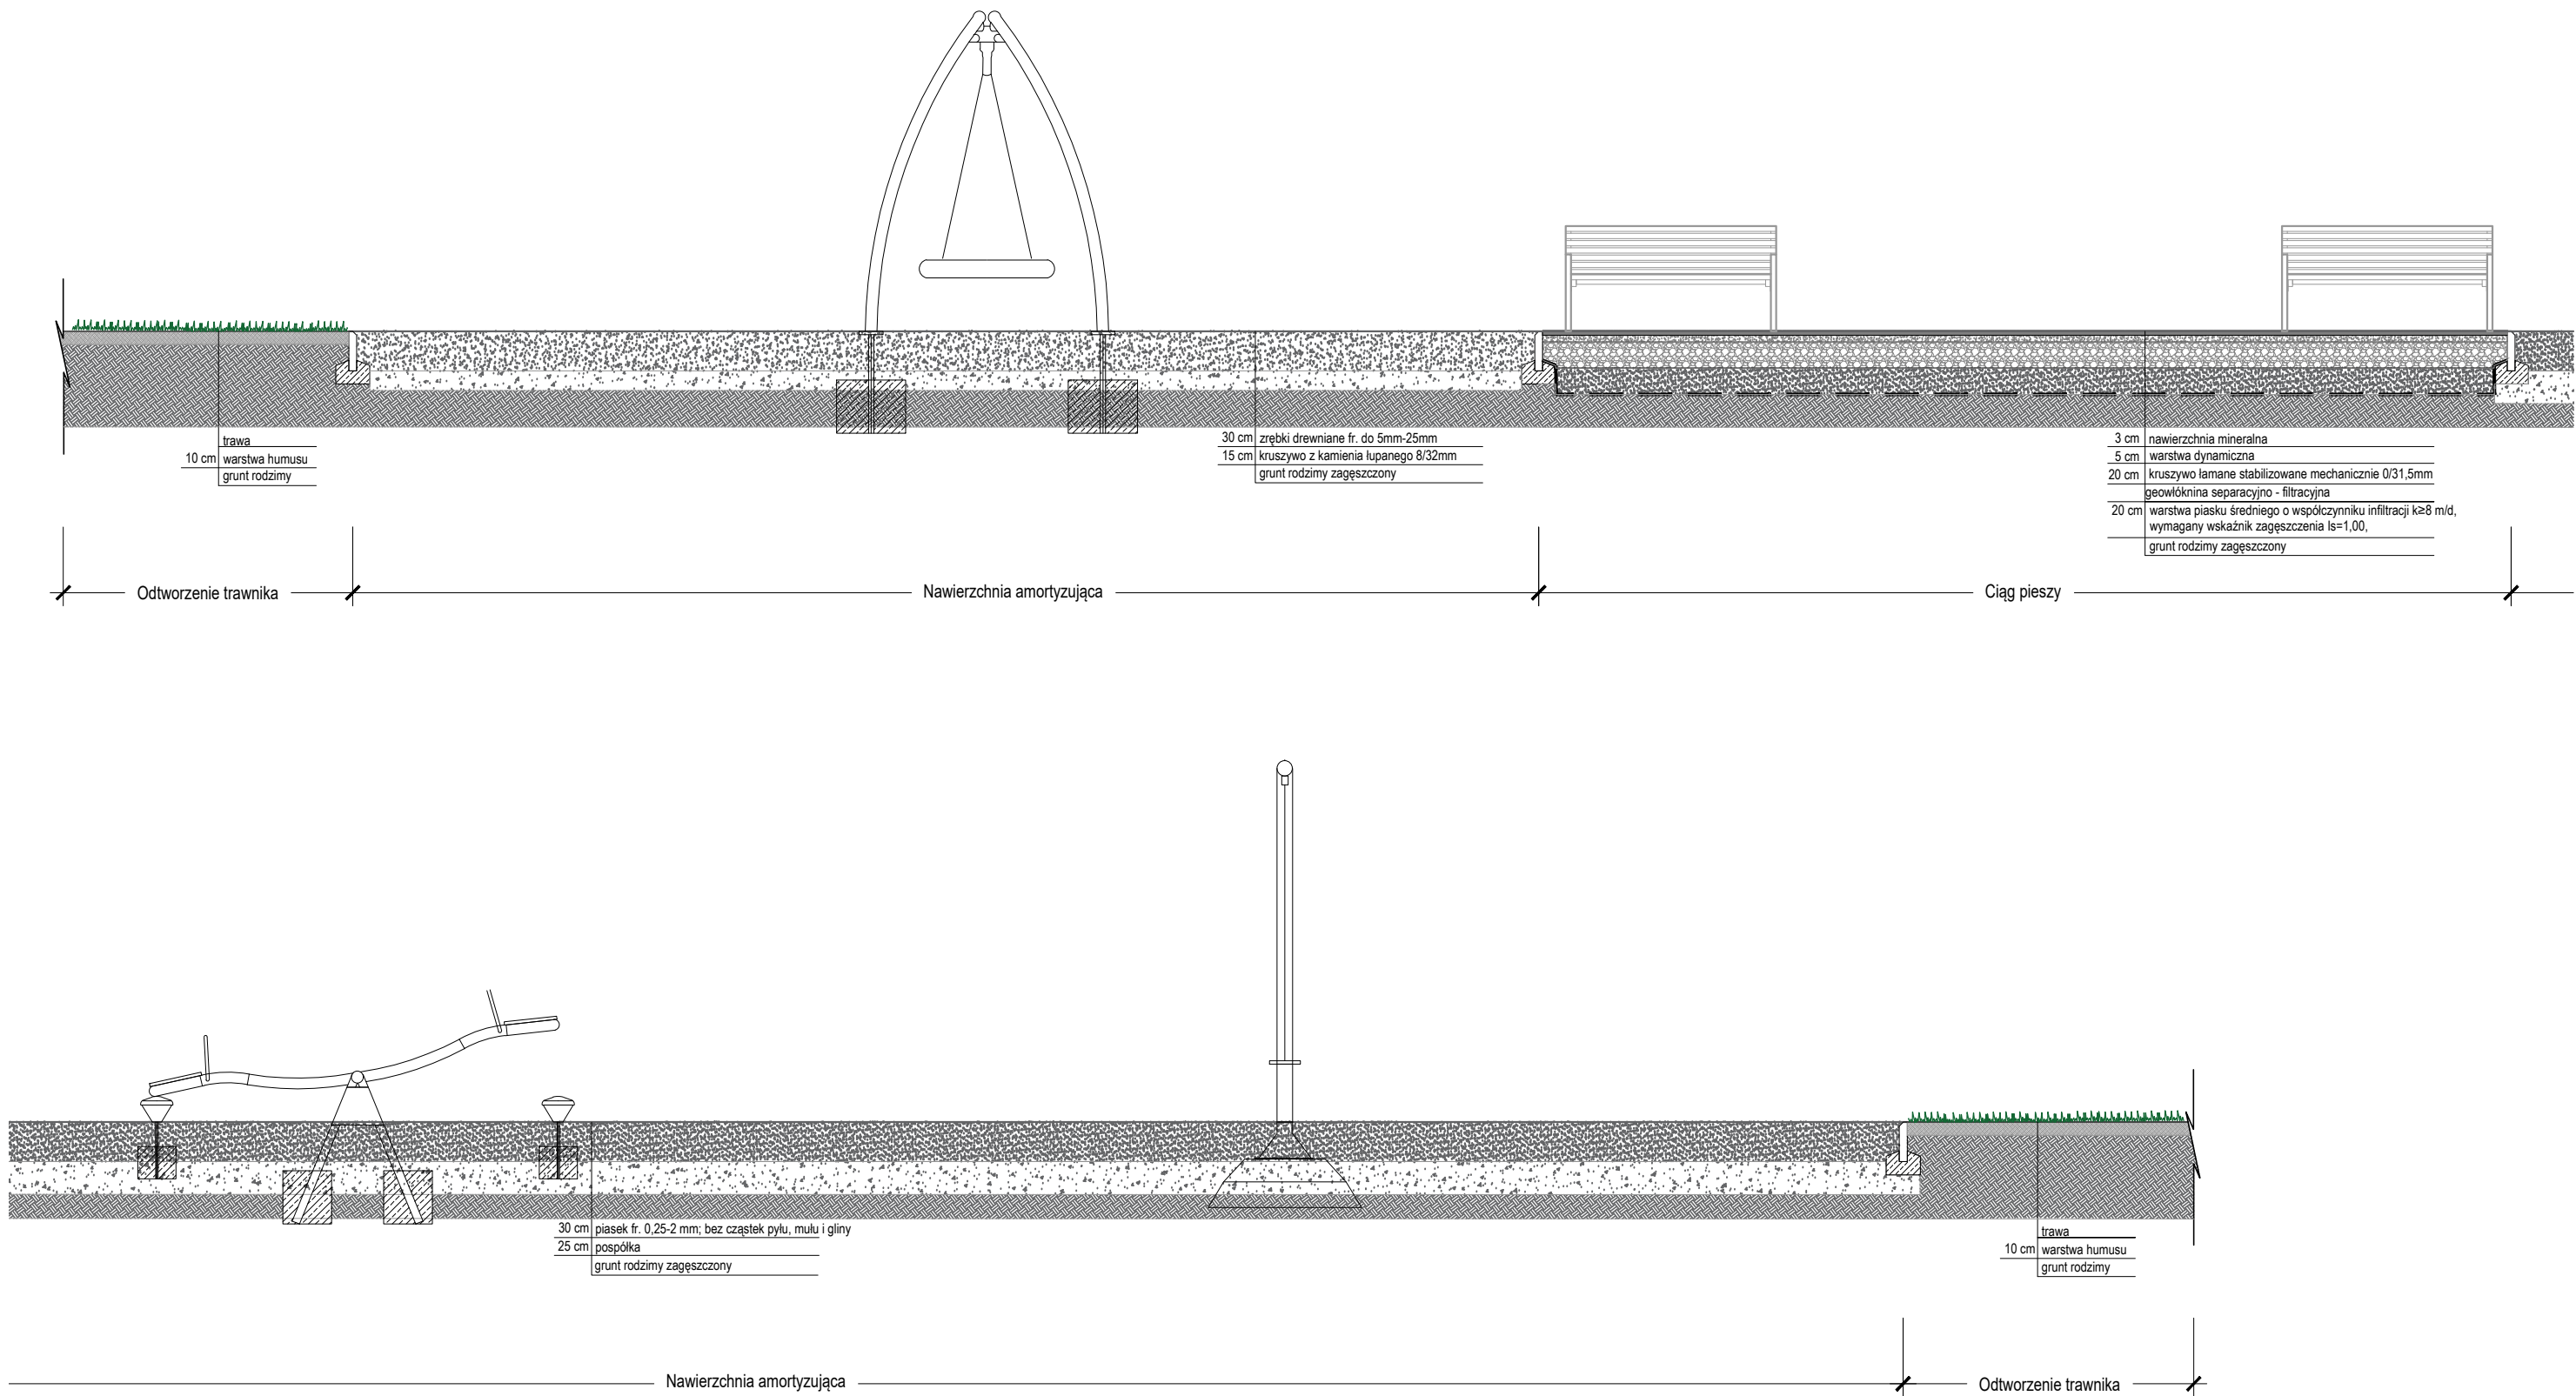 trawa
10 cm warstwa humusu
grunt rodzimy
30 cm zrębki drewniane fr. do 5mm-25mm
15 cm kruszywo z kamienia łupanego 8/32mm
grunt rodzimy zagęszczony
3 cm nawierzchnia mineralna
5 cm warstwa dynamiczna
20 cm kruszywo łamane stabilizowane mechanicznie 0/31,5mm
geowłóknina separacyjno - filtracyjna
20 cm warstwa piasku średniego o współczynniku infiltracji k≥8 m/d,
wymagany wskaźnik zagęszczenia Is=1,00,
grunt rodzimy zagęszczony
Odtworzenie trawnika
Nawierzchnia amortyzująca
Ciąg pieszy
30 cm piasek fr. 0,25-2 mm; bez cząstek pyłu, mułu i gliny
25 cm pospółka
grunt rodzimy zagęszczony
trawa
10 cm warstwa humusu
grunt rodzimy
Nawierzchnia amortyzująca
Odtworzenie trawnika